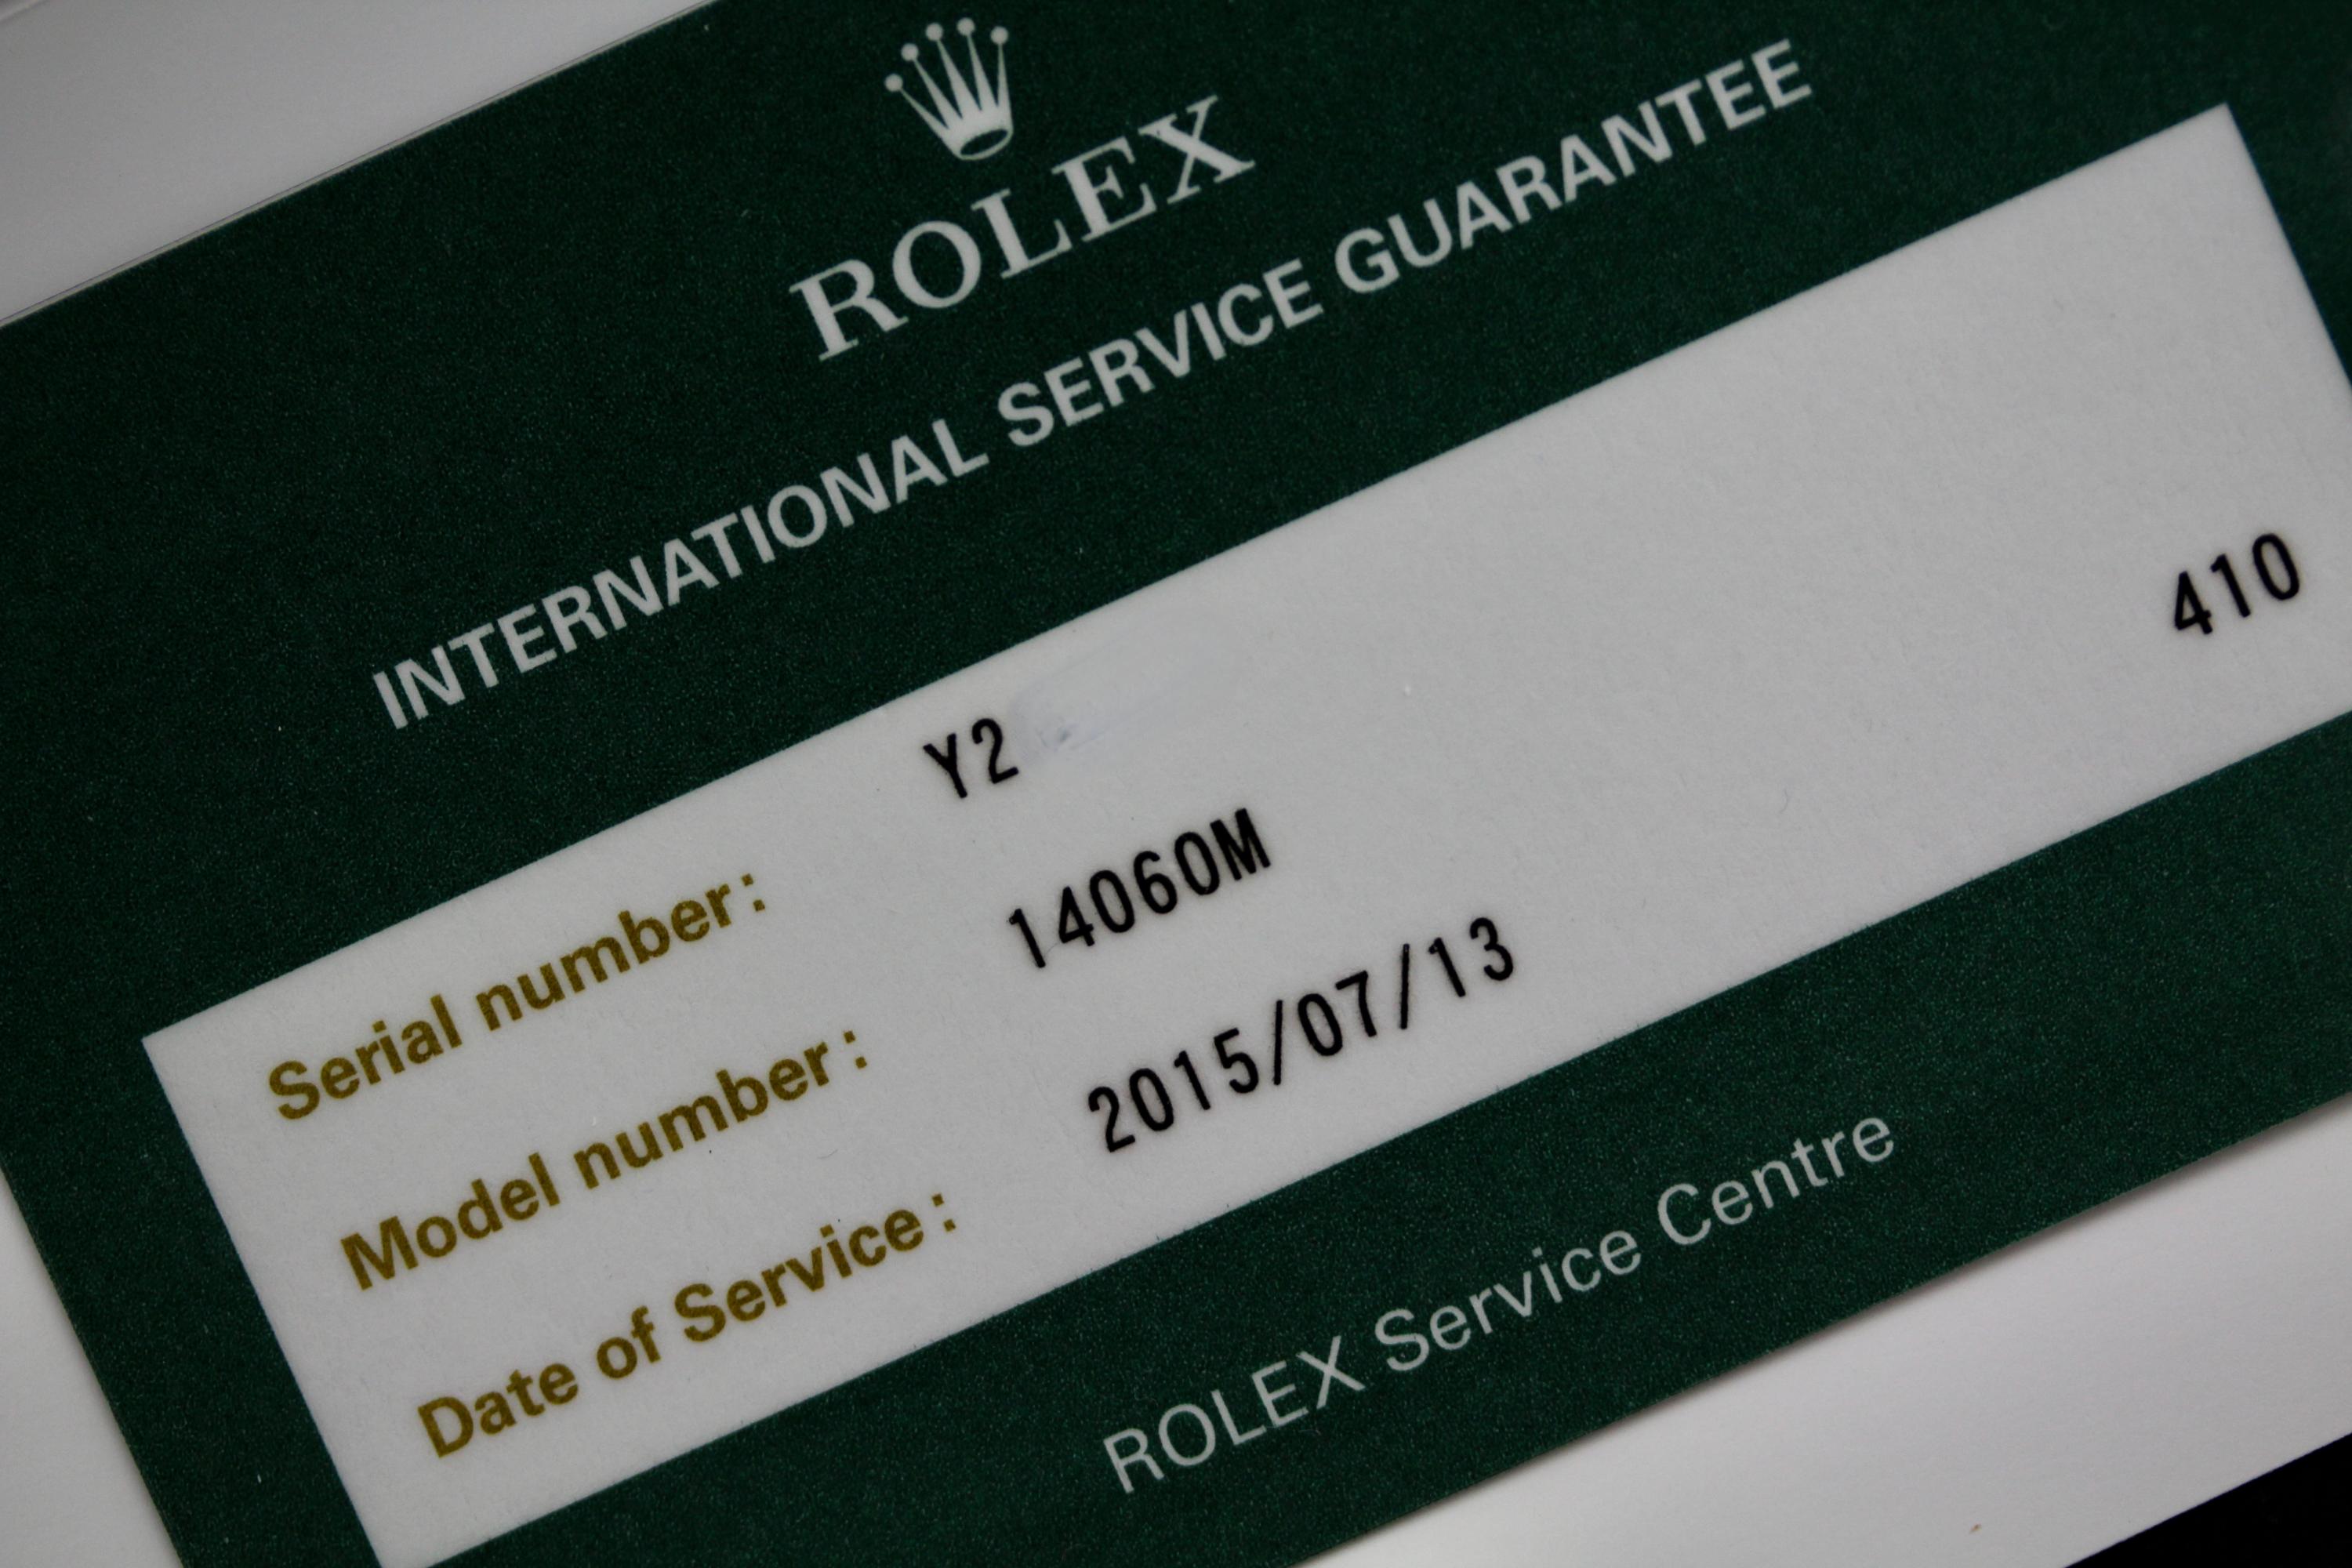 ROLEX
INTERNATIONAL SERVICE GUARANTEE
Serial number: Y2
410
Model number: 14060M
Date of Service: 2015/07/13
ROLEX Service Centre